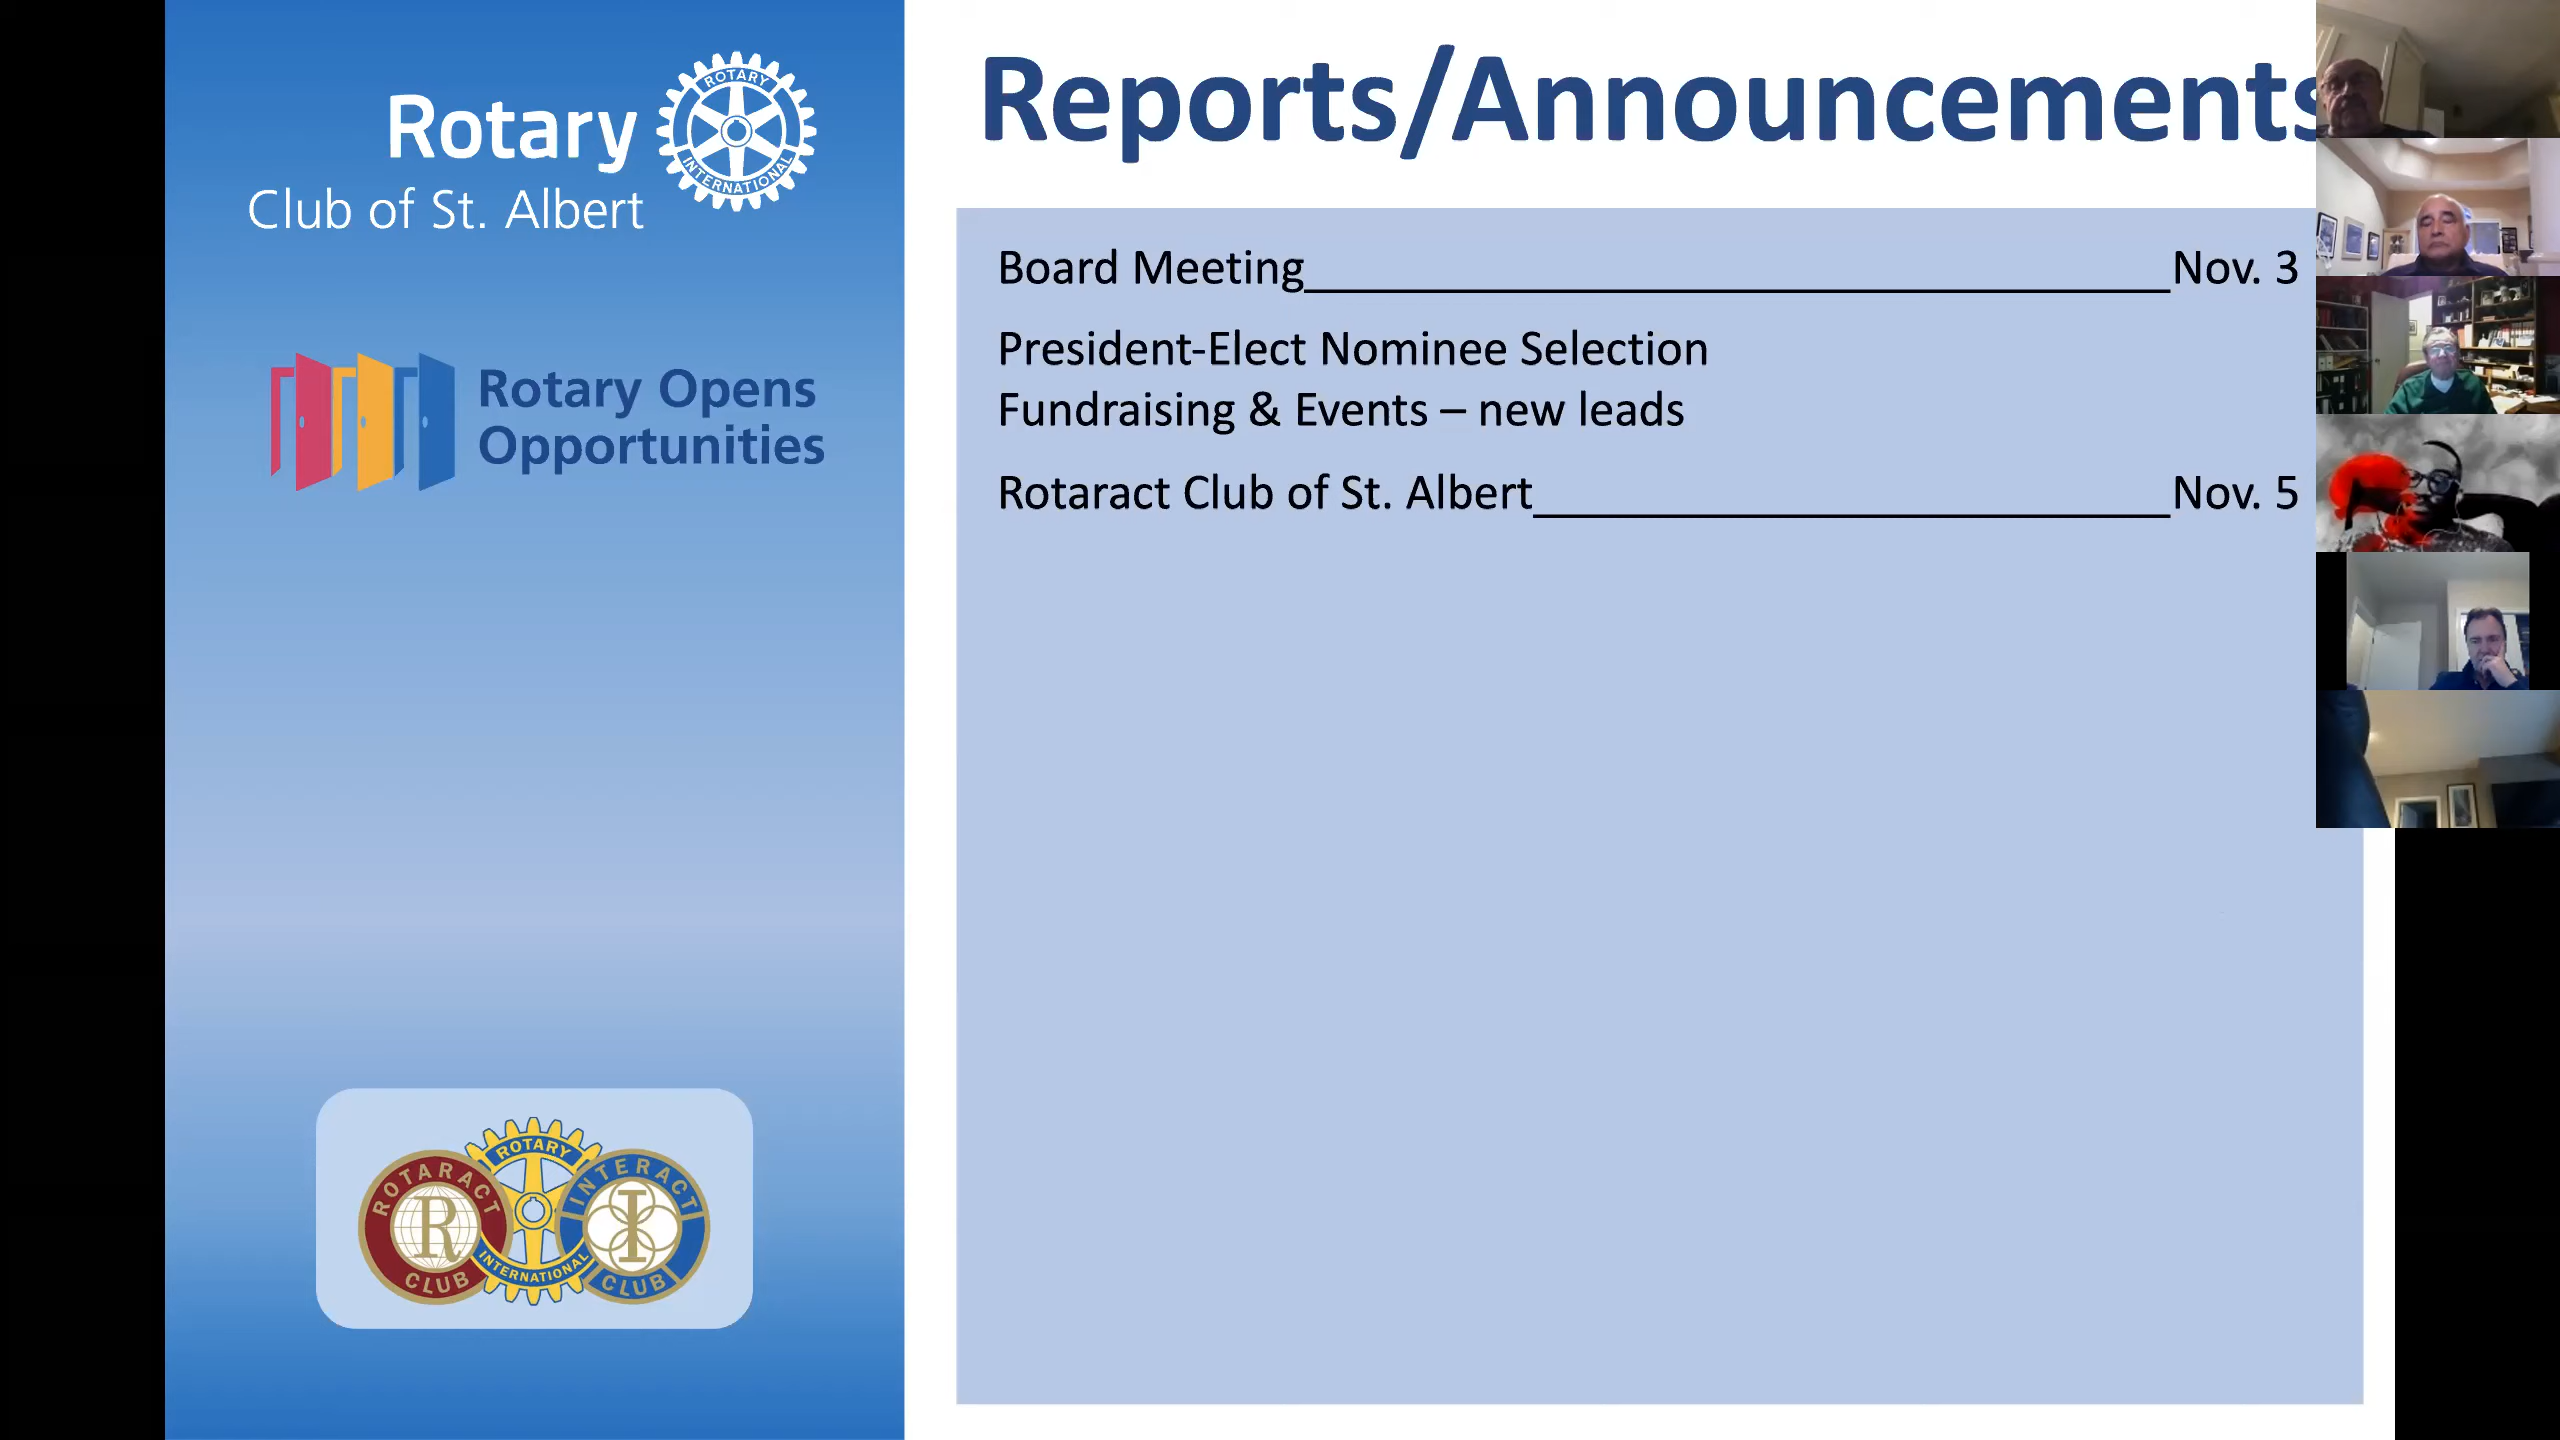 Rotary
Club of St. Albert
ROTARY
INTERNATIONAL
Rotary Opens
Opportunities
ROTARACT
R
CLUB
ROTARY
INTERNATIONAL
INTERACT
I
CLUB
Reports/Announcements
Board Meeting Nov. 3
President-Elect Nominee Selection
Fundraising & Events – new leads
Rotaract Club of St. Albert Nov. 5